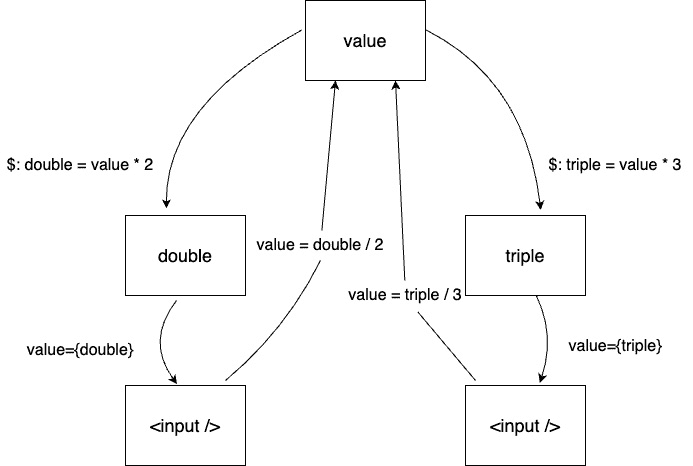 value
$: double = value * 2
$: triple = value * 3
double
value = double / 2
triple
value = triple / 3
value={double}
value={triple}
<input />
<input />